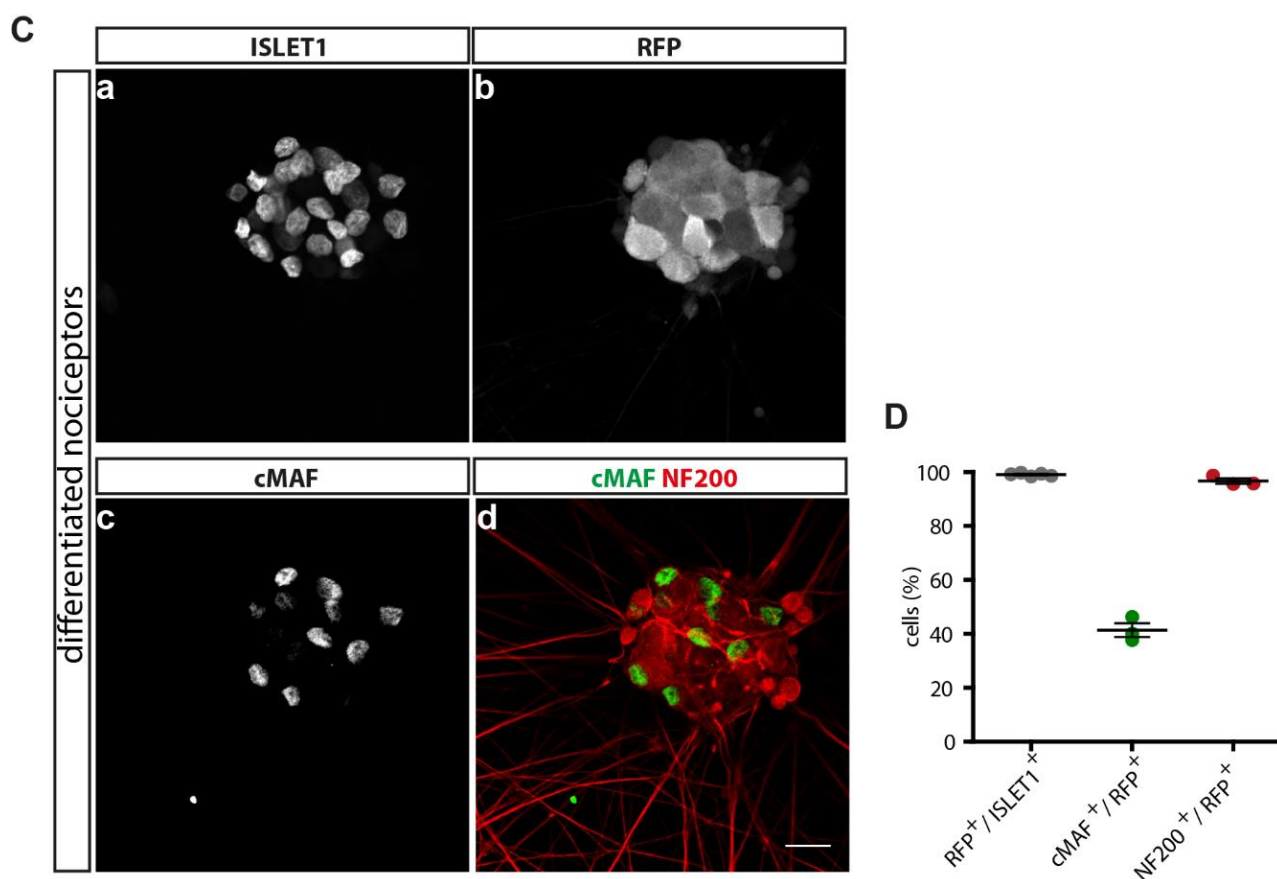 C
ISLET1
RFP
differentiated nociceptors
a
b
cMAF
cMAF NF200
c
d
D
cells (%)
100
80
60
40
20
0
RFP⁺/ISLET1⁺
cMAF⁺/RFP⁺
NF200⁺/RFP⁺